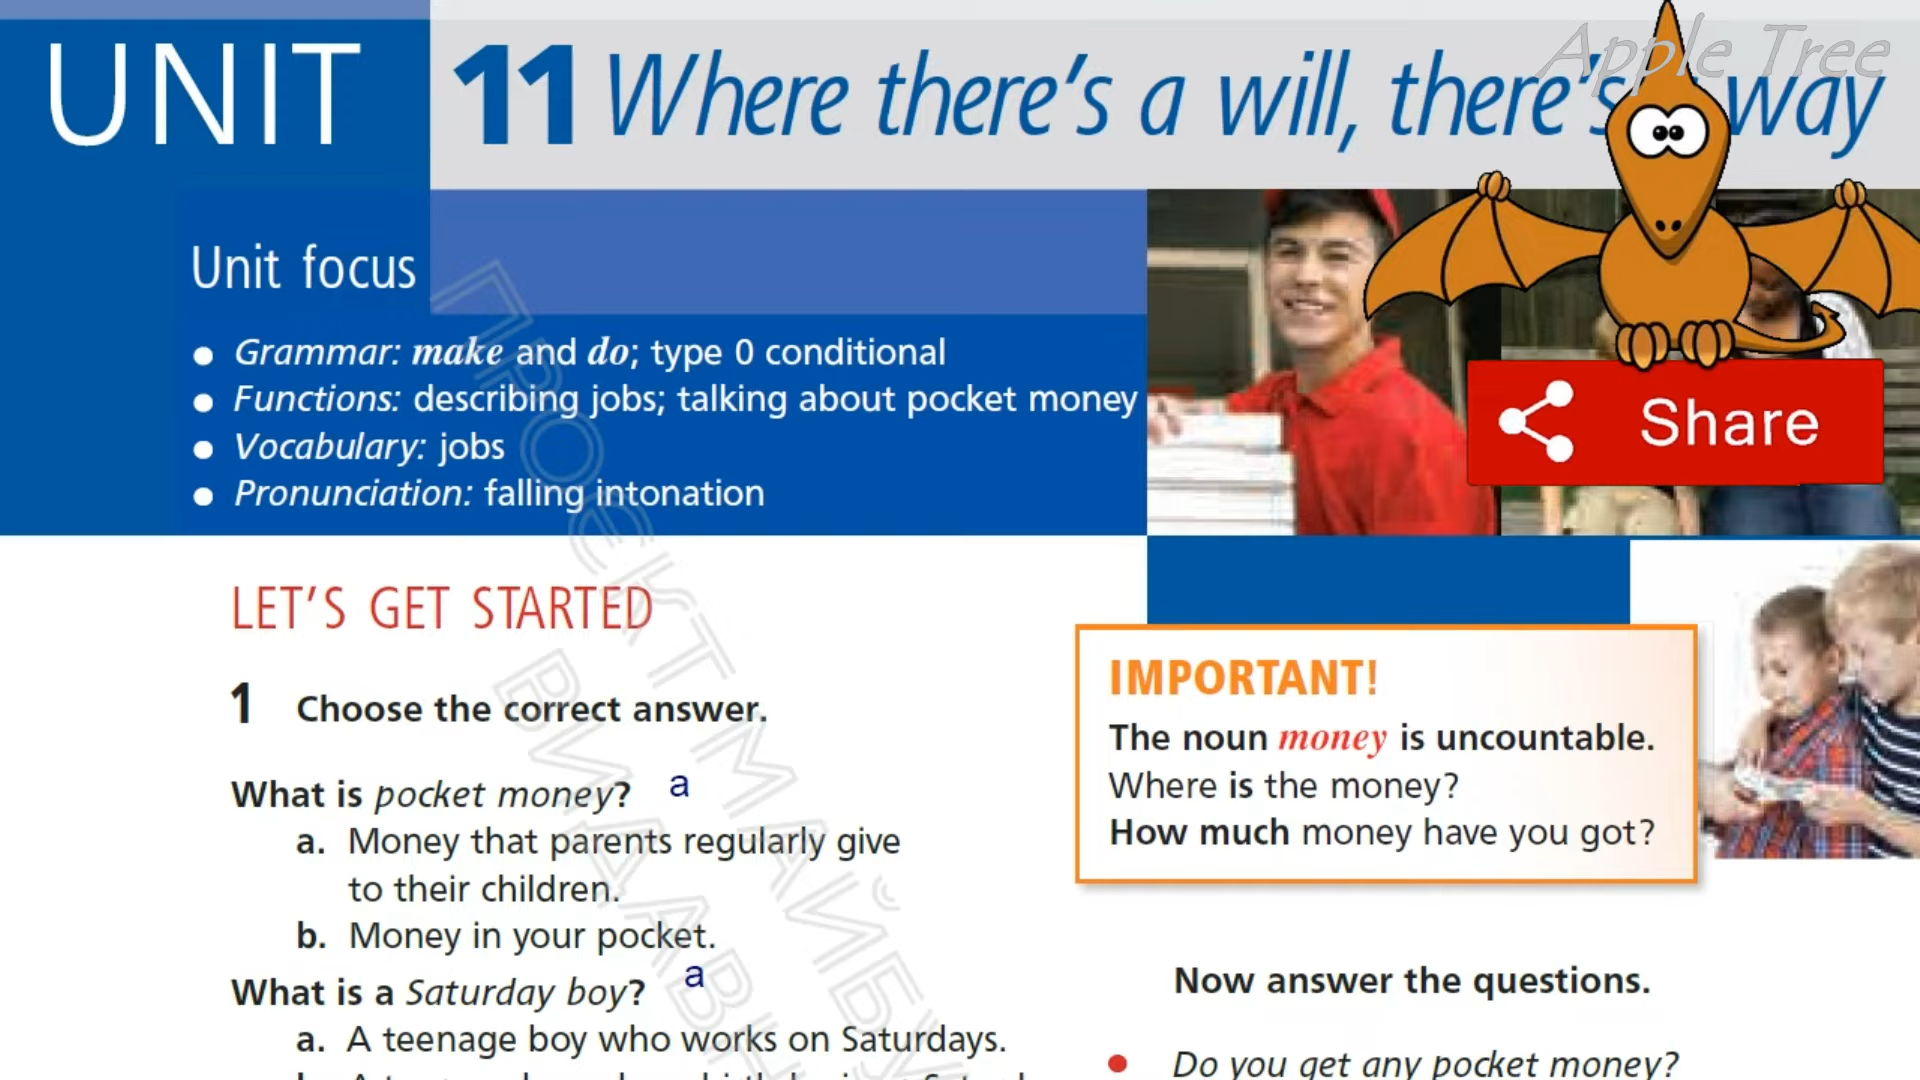 UNIT
11 Where there's a will, there's way
Apple Tree
Unit focus
• Grammar: make and do; type 0 conditional
• Functions: describing jobs; talking about pocket money
• Vocabulary: jobs
• Pronunciation: falling intonation
Share
LET'S GET STARTED
1 Choose the correct answer.
What is pocket money? a
a. Money that parents regularly give
to their children.
b. Money in your pocket.
What is a Saturday boy? a
a. A teenage boy who works on Saturdays.
IMPORTANT!
The noun money is uncountable.
Where is the money?
How much money have you got?
Now answer the questions.
• Do you get any pocket money?
ПРОЄКТ МАЙБУ
ВИДАВН